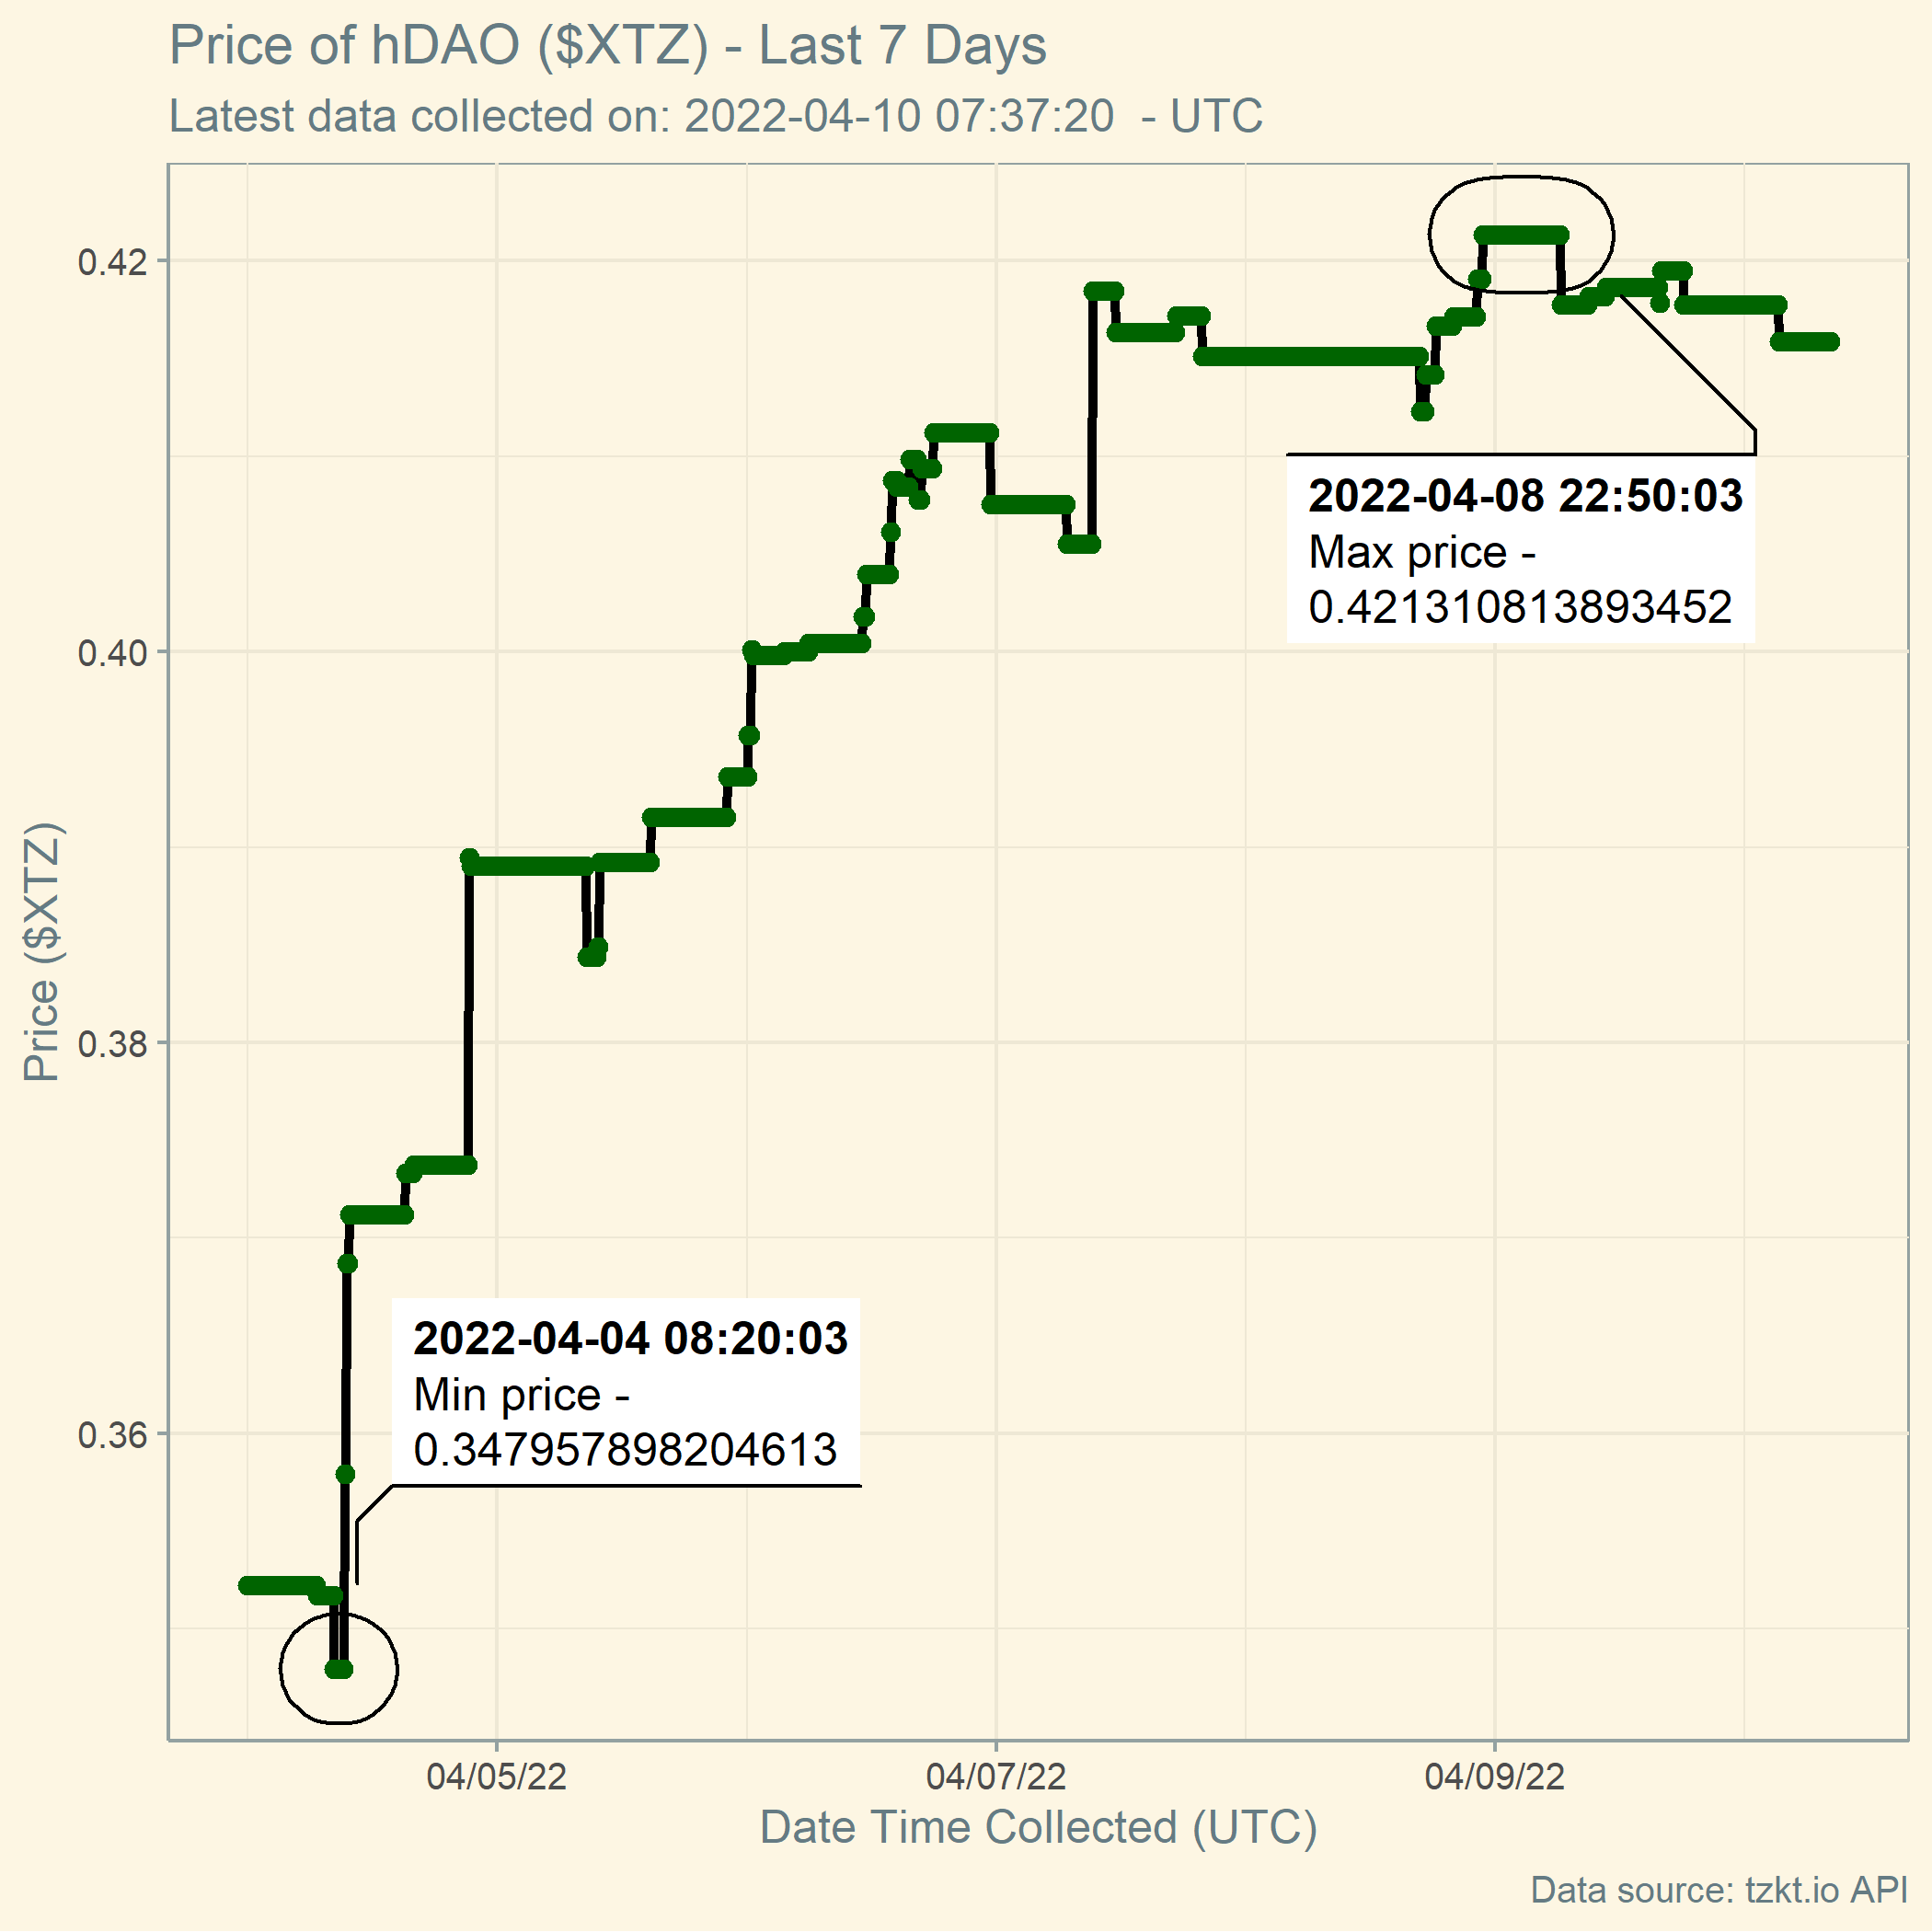 Price of hDAO ($XTZ) - Last 7 Days
Latest data collected on: 2022-04-10 07:37:20  - UTC
Price ($XTZ)
0.42
0.40
0.38
0.36
2022-04-08 22:50:03
Max price -
0.421310813893452
2022-04-04 08:20:03
Min price -
0.347957898204613
04/05/22
04/07/22
04/09/22
Date Time Collected (UTC)
Data source: tzkt.io API